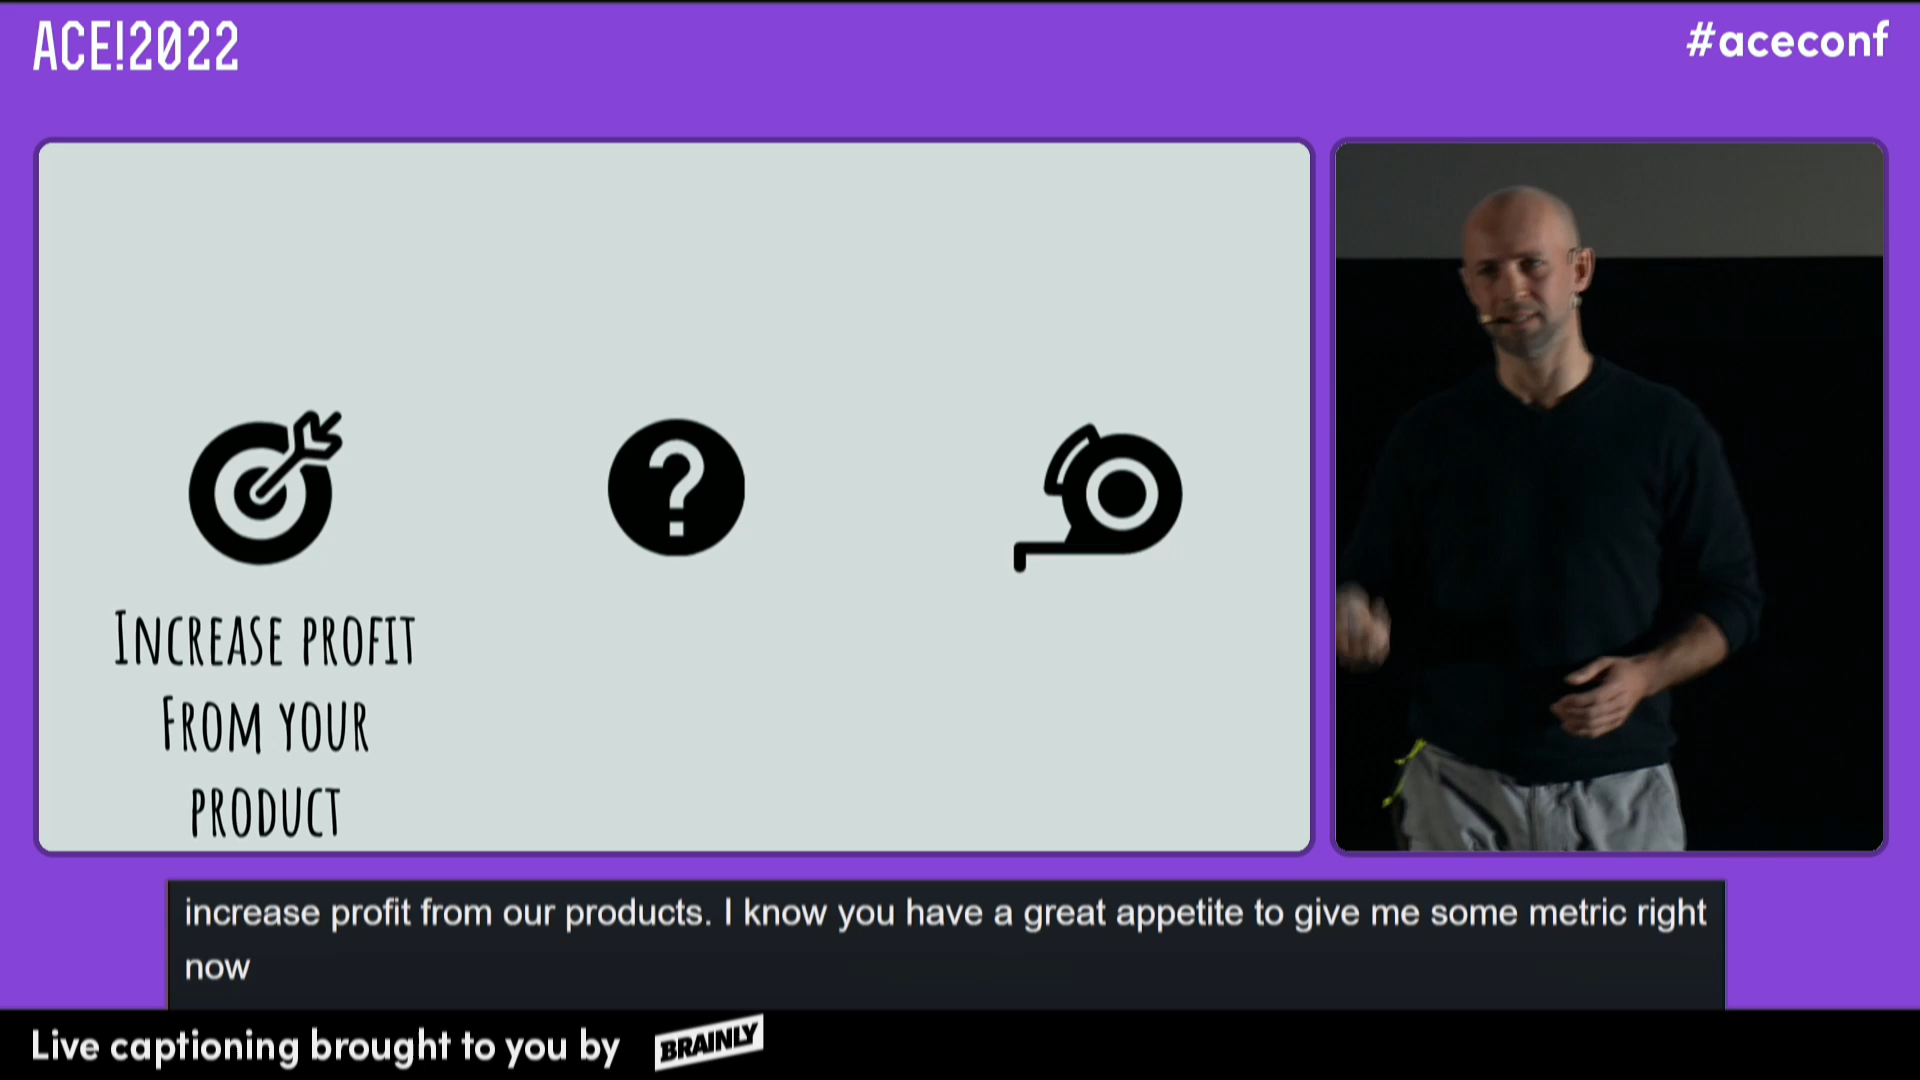 ACE!2022
#aceconf
?
INCREASE PROFIT
FROM YOUR
PRODUCT
increase profit from our products. I know you have a great appetite to give me some metric right
now
Live captioning brought to you by BRAINLY